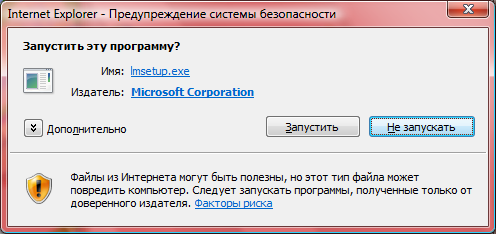 Internet Explorer - Предупреждение системы безопасности
Запустить эту программу?
Имя: lmsetup.exe
Издатель: Microsoft Corporation
Дополнительно
Запустить
Не запускать
Файлы из Интернета могут быть полезны, но этот тип файла может
повредить компьютер. Следует запускать программы, полученные только от
доверенного издателя. Факторы риска